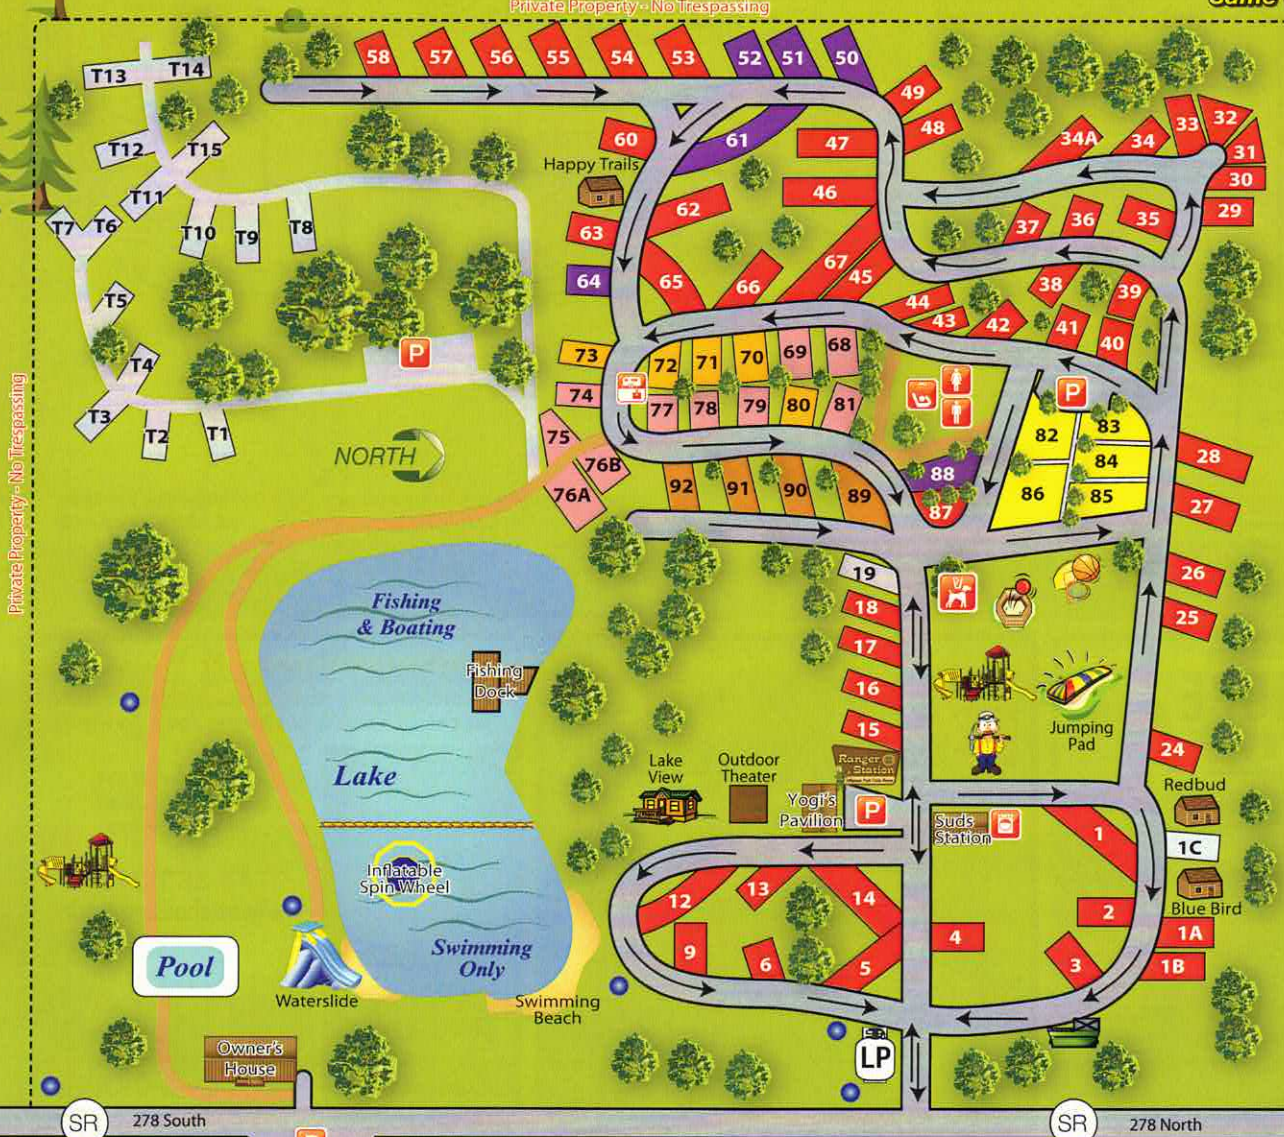 Private Property - No Trespassing
58
57
56
55
54
53
52
51
50
49
48
47
46
61
60
Happy Trails
62
63
64
65
66
67
45
44
43
42
41
40
39
38
37
36
35
34A
34
33
32
31
30
29
T13
T14
T12
T15
T11
T10
T9
T8
T7
T6
T5
T4
T3
T2
T1
P
NORTH
Private Property - No Trespassing
73
72
71
70
69
68
74
77
78
79
80
81
75
76B
76A
92
91
90
89
88
87
P
82
83
84
85
86
28
27
26
25
24
19
18
17
16
15
Fishing
& Boating
Fishing
Dock
Lake
Inflatable
Spin Wheel
Swimming
Only
Swimming
Beach
Waterslide
Pool
Owner's
House
Lake
View
Outdoor
Theater
Yogi's
Pavilion
Ranger
Station
P
Suds
Station
Jumping
Pad
Redbud
1C
Blue Bird
1
2
3
4
1A
1B
12
13
14
9
6
5
LP
SR
278 South
SR
278 North